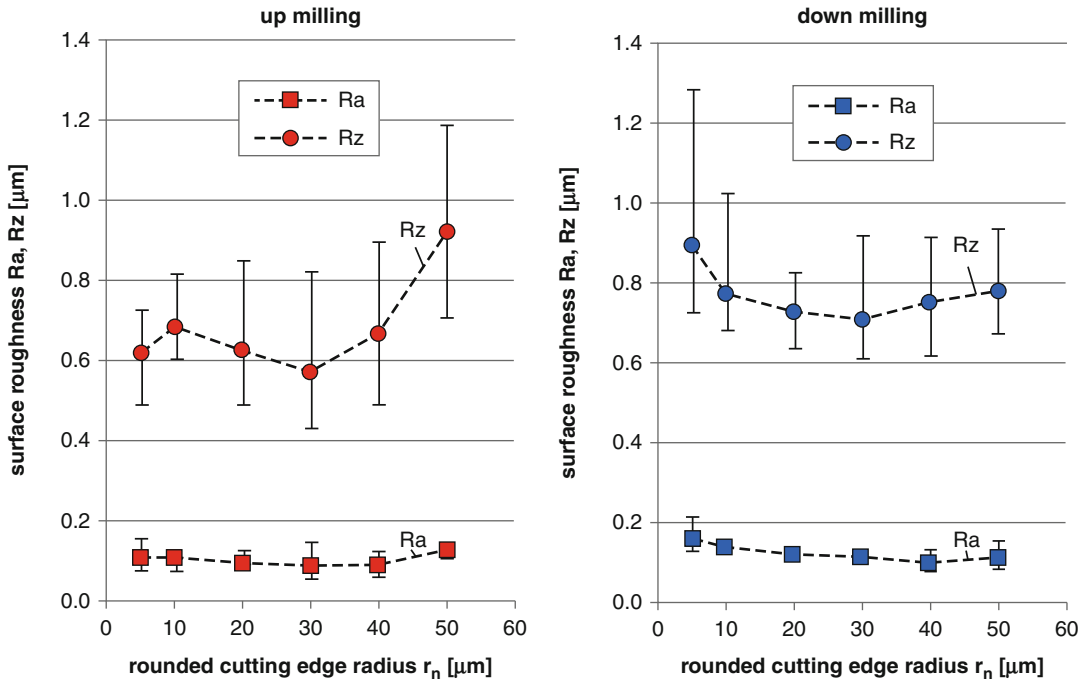 up milling
surface roughness Ra, Rz [μm]
1.4
1.2
1.0
0.8
0.6
0.4
0.2
0.0
Ra
Rz
Rz
Ra
0 10 20 30 40 50 60
rounded cutting edge radius rn [μm]
down milling
surface roughness Ra, Rz [μm]
1.4
1.2
1.0
0.8
0.6
0.4
0.2
0.0
Ra
Rz
Rz
Ra
0 10 20 30 40 50 60
rounded cutting edge radius rn [μm]